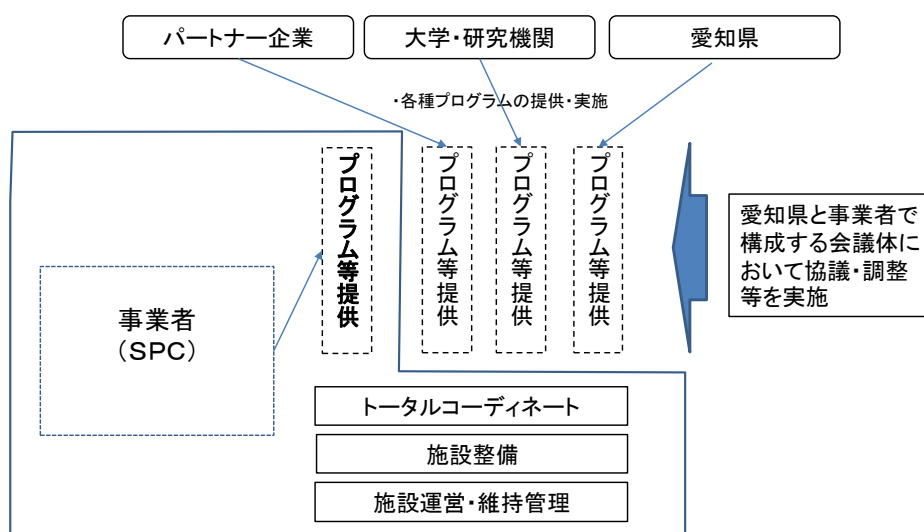 パートナー企業
大学・研究機関
愛知県
・各種プログラムの提供・実施
プログラム等提供
プログラム等提供
プログラム等提供
プログラム等提供
愛知県と事業者で
構成する会議体に
おいて協議・調整
等を実施
事業者
（SPC）
トータルコーディネート
施設整備
施設運営・維持管理